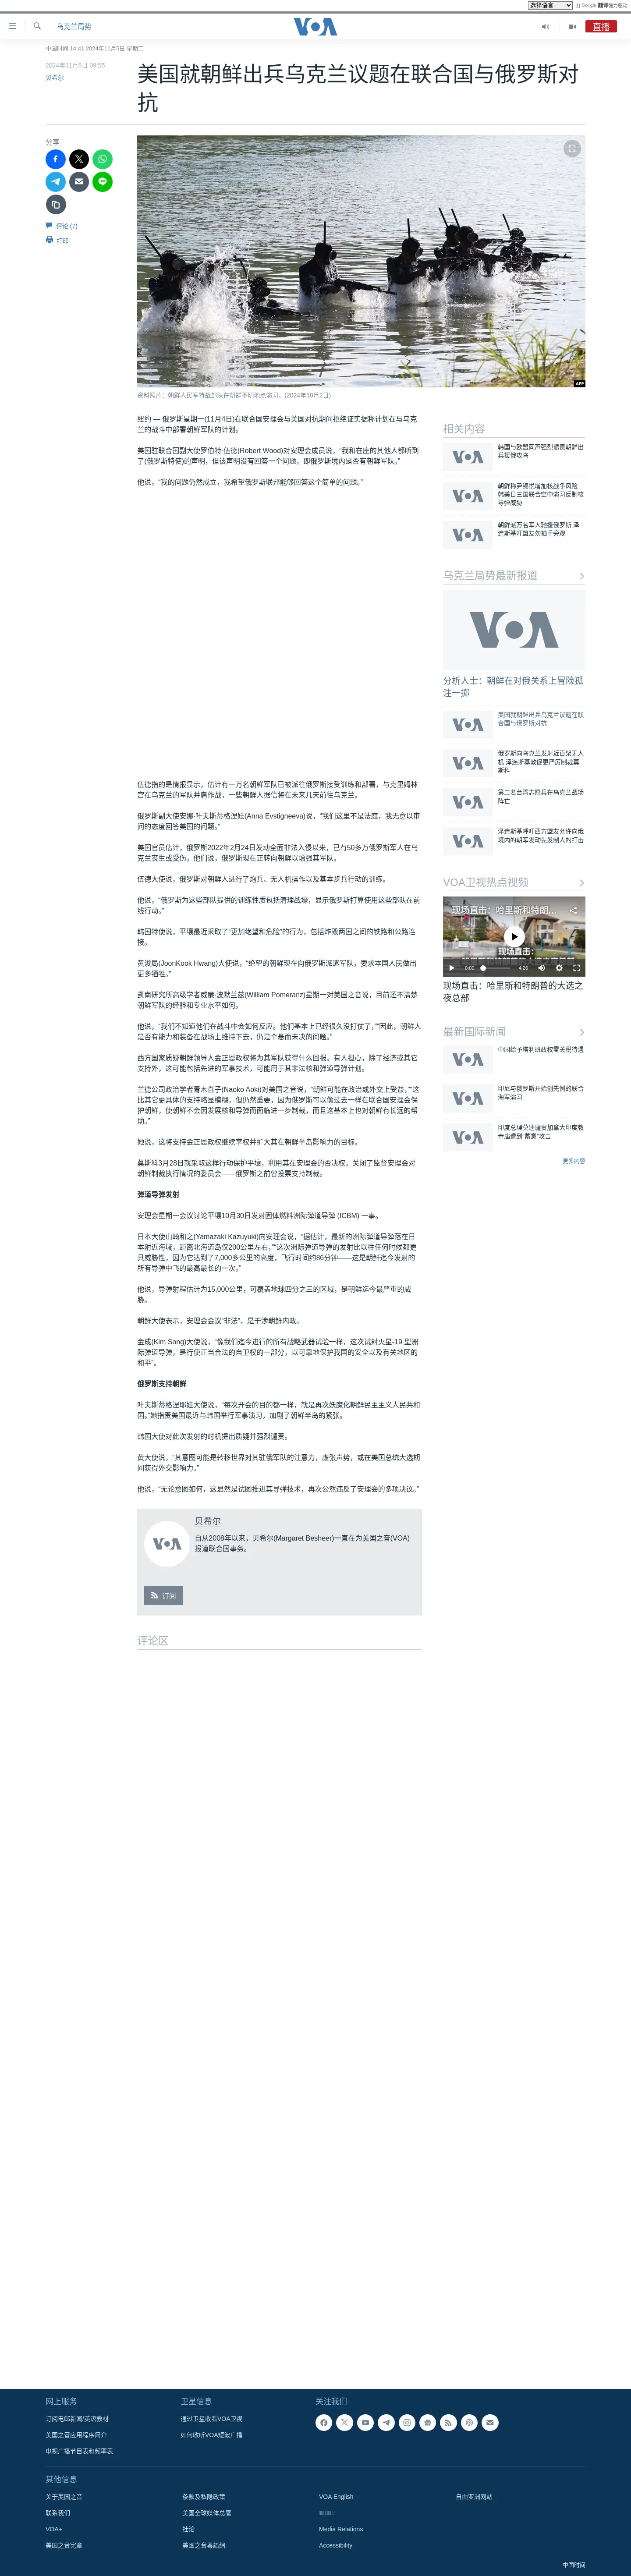 选择语言 由 Google 翻译强力驱动
乌克兰局势
VOA
直播
中国时间 14:41 2024年11月5日 星期二
2024年11月5日 09:55
贝希尔
美国就朝鲜出兵乌克兰议题在联合国与俄罗斯对
抗
分享
评论 (7)
打印
AFP
资料照片：朝鲜人民军特战部队在朝鲜不明地点演习。(2024年10月2日)
纽约 — 俄罗斯星期一(11月4日)在联合国安理会与美国对抗期间拒绝证实据称计划在与乌克
兰的战斗中部署朝鲜军队的计划。
美国驻联合国副大使罗伯特·伍德(Robert Wood)对安理会成员说，“我和在座的其他人都听到
了(俄罗斯特使)的声明，但该声明没有回答一个问题，即俄罗斯境内是否有朝鲜军队。”
他说，“我的问题仍然成立，我希望俄罗斯联邦能够回答这个简单的问题。”
伍德指的是情报显示，估计有一万名朝鲜军队已被派往俄罗斯接受训练和部署，与克里姆林
宫在乌克兰的军队并肩作战，一些朝鲜人据信将在未来几天前往乌克兰。
俄罗斯副大使安娜·叶夫斯蒂格涅娃(Anna Evstigneeva)说，“我们这里不是法庭，我无意以审
问的态度回答美国的问题。”
美国官员估计，俄罗斯2022年2月24日发动全面非法入侵以来，已有50多万俄罗斯军人在乌
克兰丧生或受伤。他们说，俄罗斯现在正转向朝鲜以增强其军队。
伍德大使说，俄罗斯对朝鲜人进行了炮兵、无人机操作以及基本步兵行动的训练。
他说，“俄罗斯为这些部队提供的训练性质包括清理战壕，显示俄罗斯打算使用这些部队在前
线行动。”
韩国特使说，平壤最近采取了“更加绝望和危险”的行为，包括炸毁两国之间的铁路和公路连
接。
黄浚局(JoonKook Hwang)大使说，“绝望的朝鲜现在向俄罗斯派遣军队，要求本国人民做出
更多牺牲。”
凯南研究所高级学者威廉·波默兰兹(William Pomeranz)星期一对美国之音说，目前还不清楚
朝鲜军队的经验和专业水平如何。
他说，“我们不知道他们在战斗中会如何反应。他们基本上已经很久没打仗了，”“因此，朝鲜人
是否有能力和装备在战场上维持下去，仍是个悬而未决的问题。”
西方国家质疑朝鲜领导人金正恩政权将为其军队获得什么回报。有人担心，除了经济或其它
支持外，这可能包括先进的军事技术，可能用于其非法核和弹道导弹计划。
兰德公司政治学者青木直子(Naoko Aoki)对美国之音说，“朝鲜可能在政治或外交上受益，”“这
比其它更具体的支持略显模糊，但仍然重要，因为俄罗斯可以像过去一样在联合国安理会保
护朝鲜，使朝鲜不会因发展核和导弹而面临进一步制裁，而且这基本上也对朝鲜有长远的帮
助。”
她说，这将支持金正恩政权继续掌权并扩大其在朝鲜半岛影响力的目标。
莫斯科3月28日就采取这样行动保护平壤，利用其在安理会的否决权，关闭了监督安理会对
朝鲜制裁执行情况的委员会——俄罗斯之前曾投票支持制裁。
弹道导弹发射
安理会星期一会议讨论平壤10月30日发射固体燃料洲际弹道导弹 (ICBM) 一事。
日本大使山崎和之(Yamazaki Kazuyuki)向安理会说，“据估计，最新的洲际弹道导弹落在日
本附近海域，距离北海道岛仅200公里左右，”“这次洲际弹道导弹的发射比以往任何时候都更
具威胁性，因为它达到了7,000多公里的高度，飞行时间约86分钟——这是朝鲜迄今发射的
所有导弹中飞的最高最长的一次。”
他说，导弹射程估计为15,000公里，可覆盖地球四分之三的区域，是朝鲜迄今最严重的威
胁。
朝鲜大使表示，安理会会议“非法”，是干涉朝鲜内政。
金成(Kim Song)大使说，“像我们迄今进行的所有战略武器试验一样，这次试射火星-19 型洲
际弹道导弹，是行使正当合法的自卫权的一部分，以可靠地保护我国的安全以及有关地区的
和平”。
俄罗斯支持朝鲜
叶夫斯蒂格涅耶娃大使说，“每次开会的目的都一样，就是再次妖魔化朝鲜民主主义人民共和
国。”她指责美国最近与韩国举行军事演习，加剧了朝鲜半岛的紧张。
韩国大使对此次发射的时机提出质疑并强烈谴责。
黄大使说，“其意图可能是转移世界对其驻俄军队的注意力，虚张声势，或在美国总统大选期
间获得外交影响力。”
他说，“无论意图如何，这显然是试图推进其导弹技术，再次公然违反了安理会的多项决议。”
VOA
贝希尔
自从2008年以来，贝希尔(Margaret Besheer)一直在为美国之音(VOA)
报道联合国事务。
订阅
评论区
相关内容
VOA
韩国与欧盟同声强烈谴责朝鲜出
兵援俄攻乌
VOA
朝鲜称尹锡悦增加核战争风险
韩美日三国联合空中演习反制核
导弹威胁
VOA
朝鲜派万名军人驰援俄罗斯 泽
连斯基吁盟友勿袖手旁观
乌克兰局势最新报道
VOA
分析人士：朝鲜在对俄关系上冒险孤
注一掷
VOA
美国就朝鲜出兵乌克兰议题在联
合国与俄罗斯对抗
VOA
俄罗斯向乌克兰发射近百架无人
机 泽连斯基敦促更严厉制裁莫
斯科
VOA
第二名台湾志愿兵在乌克兰战场
阵亡
VOA
泽连斯基呼吁西方盟友允许向俄
境内的朝军发动先发制人的打击
VOA卫视热点视频
现场直击：哈里斯和特朗...
现场直击：
0:00
4:26
现场直击：哈里斯和特朗普的大选之
夜总部
最新国际新闻
VOA
中国给予塔利班政权零关税待遇
VOA
印尼与俄罗斯开始创先例的联合
海军演习
VOA
印度总理莫迪谴责加拿大印度教
寺庙遭到“蓄意”攻击
更多内容
网上服务
订阅电邮新闻/英语教材
美国之音应用程序简介
电视广播节目表和频率表
卫星信息
通过卫星收看VOA卫视
如何收听VOA短波广播
关注我们
其他信息
关于美国之音
条款及私隐政策
VOA English
自由亚洲网站
联系我们
美国全球媒体总署
VOA+
社论
Media Relations
美国之音宪章
美國之音粵語網
Accessibility
中国时间